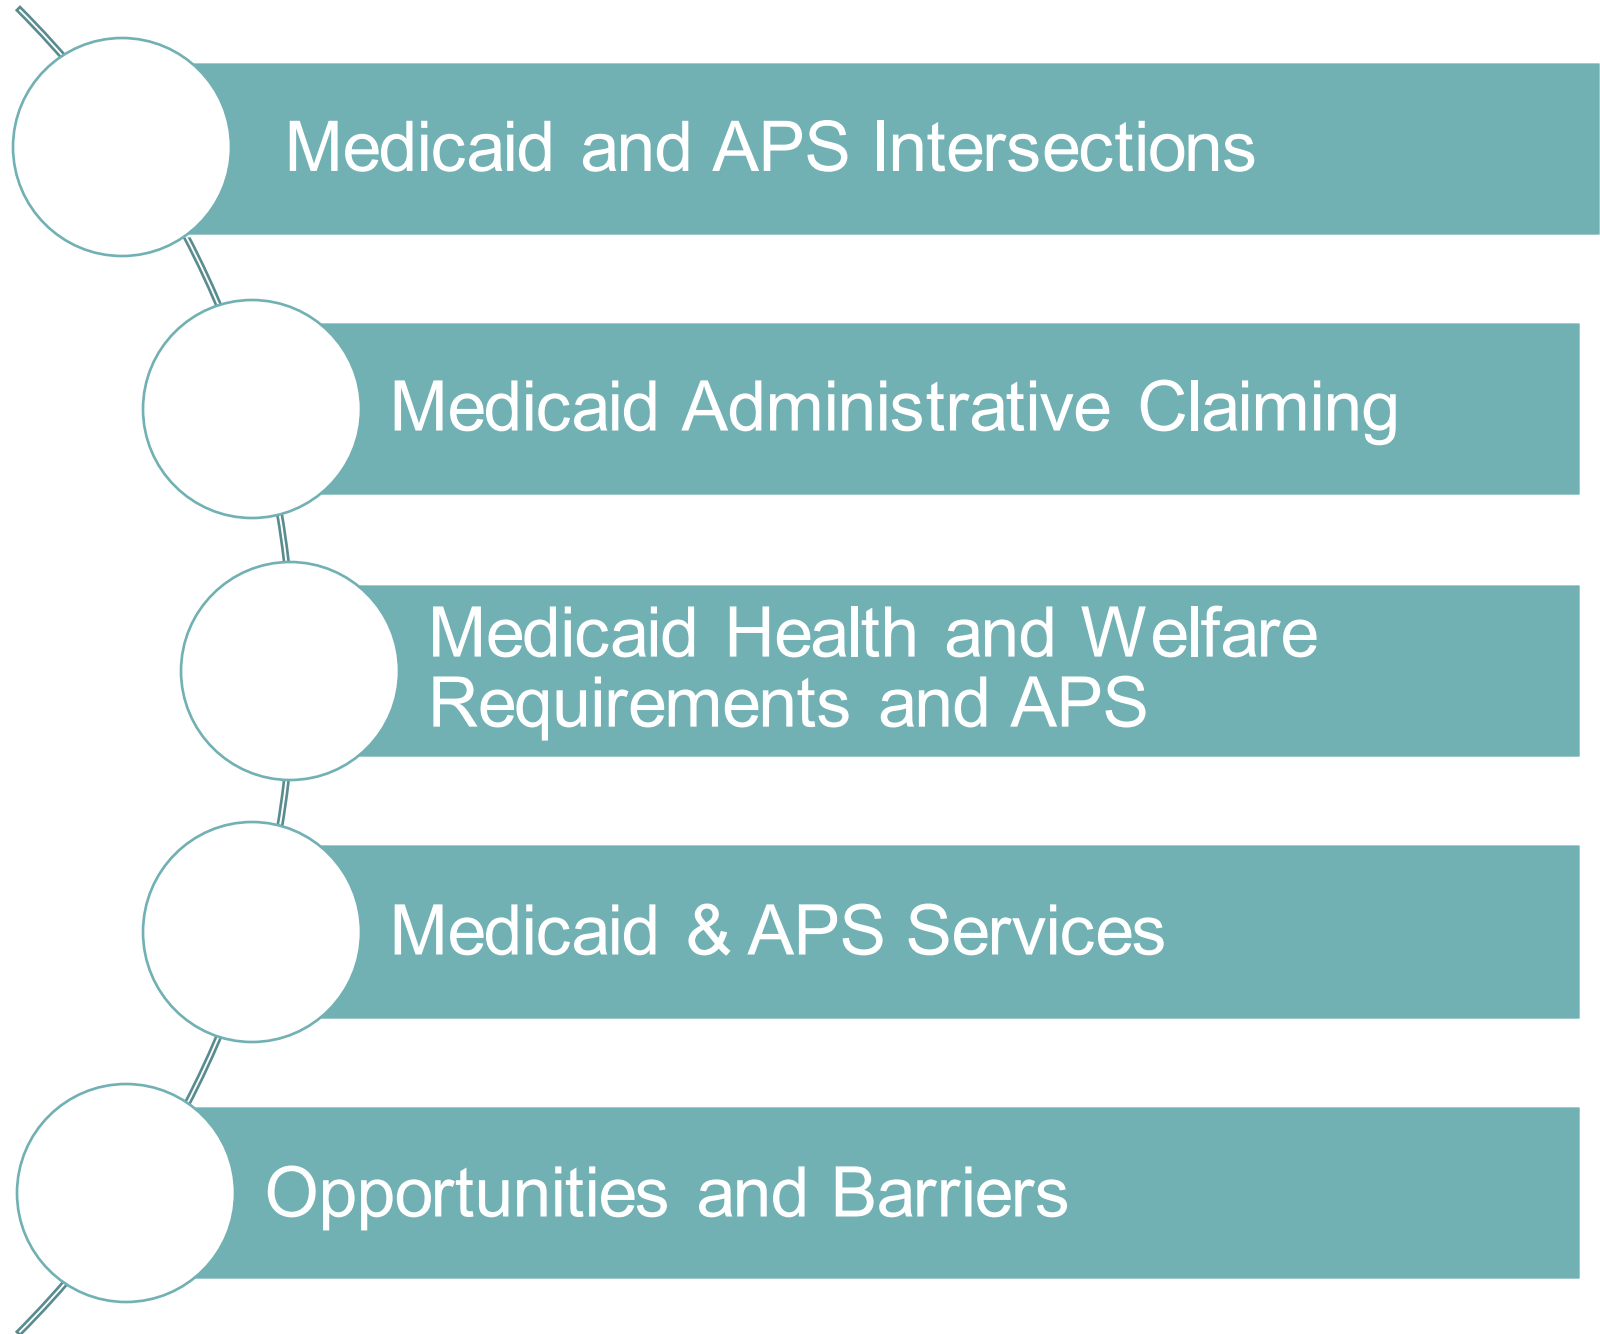 Medicaid and APS Intersections
Medicaid Administrative Claiming
Medicaid Health and Welfare
Requirements and APS
Medicaid & APS Services
Opportunities and Barriers